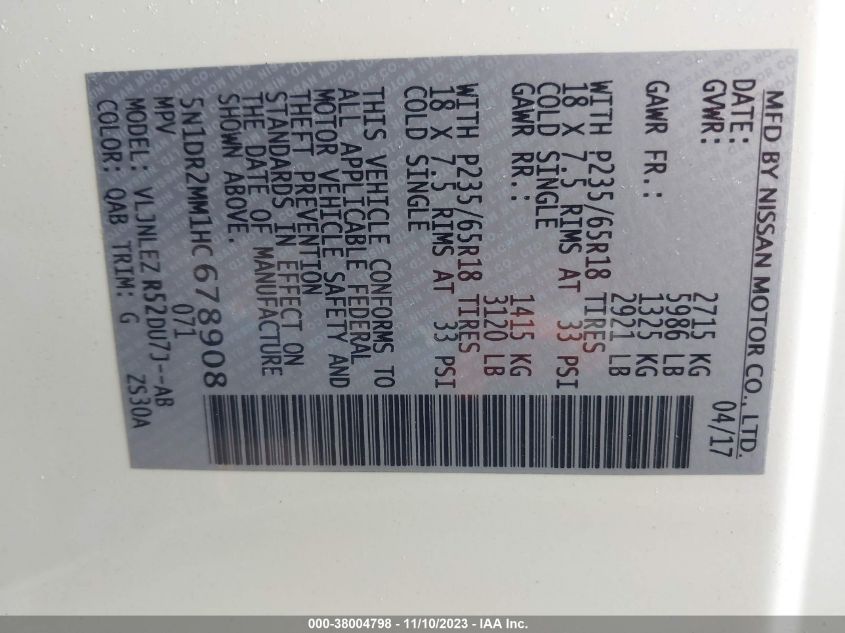 MFD BY NISSAN MOTOR CO., LTD.
DATE: 04/17
GVWR: 2715 KG
5986 LB
GAWR FR.: 1325 KG
2921 LB
WITH P235/65R18 TIRES
18 X 7.5 RIMS AT 33 PSI
COLD SINGLE
GAWR RR.: 1415 KG
3120 LB
WITH P235/65R18 TIRES
18 X 7.5 RIMS AT 33 PSI
COLD SINGLE
THIS VEHICLE CONFORMS TO
ALL APPLICABLE FEDERAL
MOTOR VEHICLE SAFETY AND
THEFT PREVENTION
STANDARDS IN EFFECT ON
THE DATE OF MANUFACTURE
SHOWN ABOVE.
5N1DR2MM1HC678908
MPV 071
MODEL: VLJNLEZ R52DU7J--AB
COLOR: QAB TRIM: G ZS30A
000-38004798 - 11/10/2023 - IAA Inc.